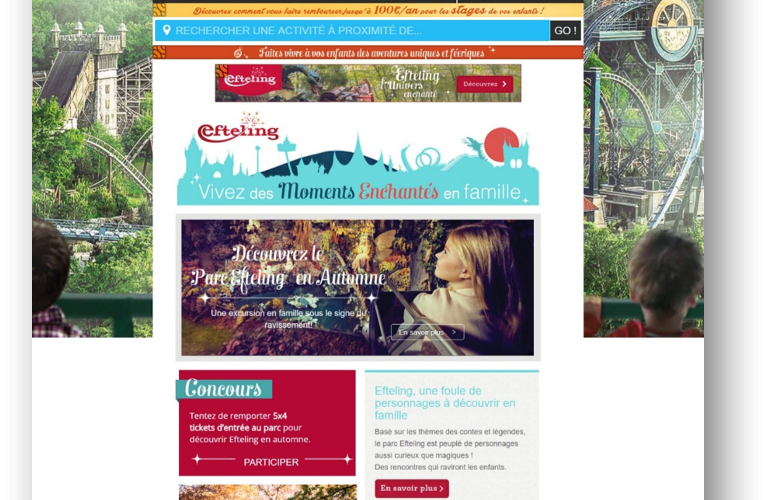 Découvrez comment vous faire rembourser jusqu'à 100€/an pour les stages de vos enfants !
RECHERCHER UNE ACTIVITÉ À PROXIMITÉ DE...
GO !
Faites vivre à vos enfants des aventures uniques et féériques
efteling
Efteling
l'Univers
enchanté
Découvrez
efteling
Vivez des Moments Enchantés en famille
Découvrez le
Parc Efteling en Automne
Une excursion en famille sous le signe du
ravissement!
En savoir plus >
Concours
Tentez de remporter 5x4
tickets d'entrée au parc pour
découvrir Efteling en automne.
PARTICIPER
Efteling, une foule de
personnages à découvrir en
famille
Basé sur les thèmes des contes et légendes,
le parc Efteling est peuplé de personnages
aussi curieux que magiques !
Des rencontres qui raviront les enfants.
En savoir plus >